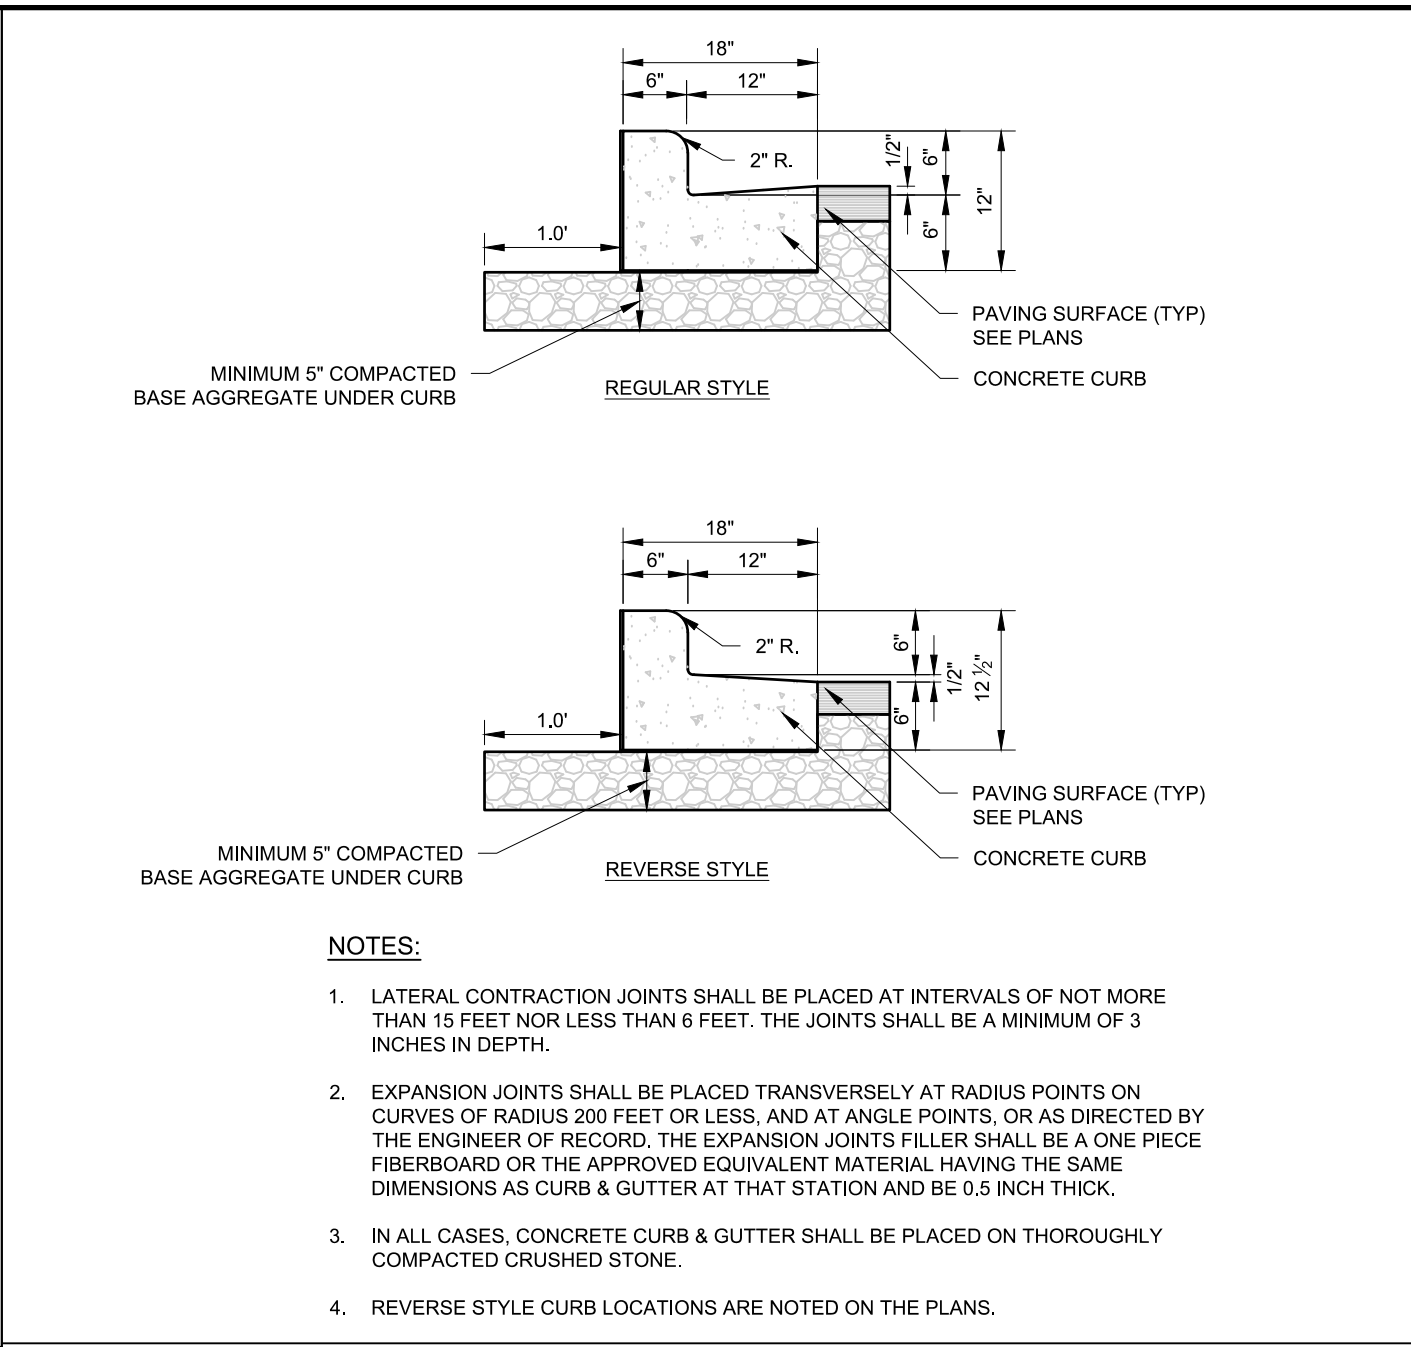 18"
6" 12"
2" R.
1/2"
6"
12"
6"
1.0'
PAVING SURFACE (TYP)
SEE PLANS
MINIMUM 5" COMPACTED
BASE AGGREGATE UNDER CURB
CONCRETE CURB
REGULAR STYLE
18"
6" 12"
2" R.
6"
1/2"
12 ½"
6"
1.0'
PAVING SURFACE (TYP)
SEE PLANS
MINIMUM 5" COMPACTED
BASE AGGREGATE UNDER CURB
CONCRETE CURB
REVERSE STYLE
NOTES:
1. LATERAL CONTRACTION JOINTS SHALL BE PLACED AT INTERVALS OF NOT MORE
THAN 15 FEET NOR LESS THAN 6 FEET. THE JOINTS SHALL BE A MINIMUM OF 3
INCHES IN DEPTH.
2. EXPANSION JOINTS SHALL BE PLACED TRANSVERSELY AT RADIUS POINTS ON
CURVES OF RADIUS 200 FEET OR LESS, AND AT ANGLE POINTS, OR AS DIRECTED BY
THE ENGINEER OF RECORD. THE EXPANSION JOINTS FILLER SHALL BE A ONE PIECE
FIBERBOARD OR THE APPROVED EQUIVALENT MATERIAL HAVING THE SAME
DIMENSIONS AS CURB & GUTTER AT THAT STATION AND BE 0.5 INCH THICK.
3. IN ALL CASES, CONCRETE CURB & GUTTER SHALL BE PLACED ON THOROUGHLY
COMPACTED CRUSHED STONE.
4. REVERSE STYLE CURB LOCATIONS ARE NOTED ON THE PLANS.